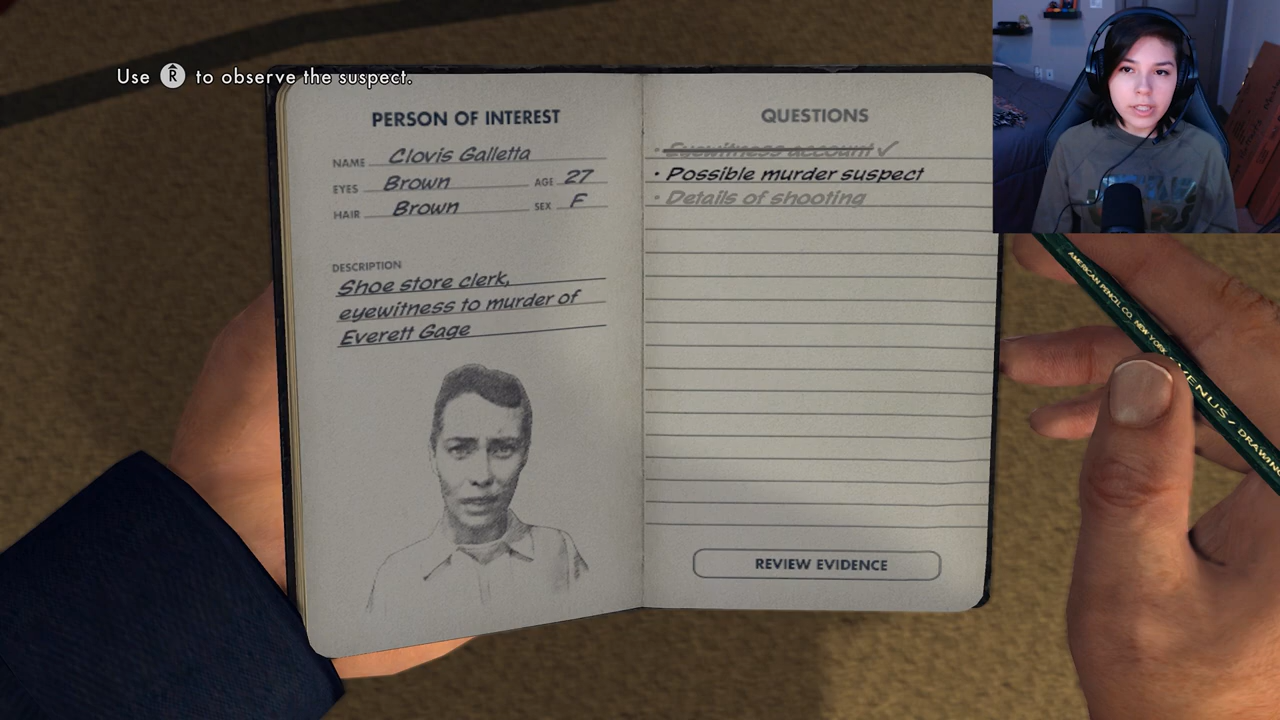 Use R to observe the suspect.
PERSON OF INTEREST
NAME Clovis Galletta
EYES Brown AGE 27
HAIR Brown SEX F
DESCRIPTION
Shoe store clerk,
eyewitness to murder of
Everett Gage
QUESTIONS
• Eyewitness account ✓
• Possible murder suspect
• Details of shooting
REVIEW EVIDENCE
AMERICAN PENCIL CO. NEW YORK VENUS / DRAWING